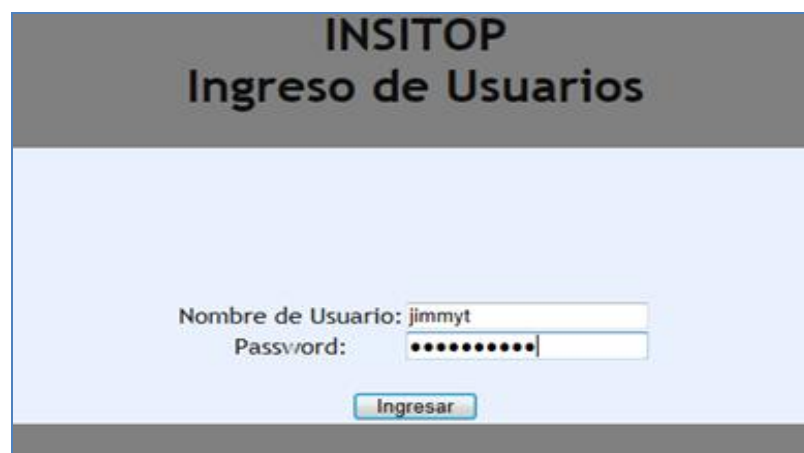 INSITOP
Ingreso de Usuarios
Nombre de Usuario: jimmyt
Password: ••••••••••
Ingresar